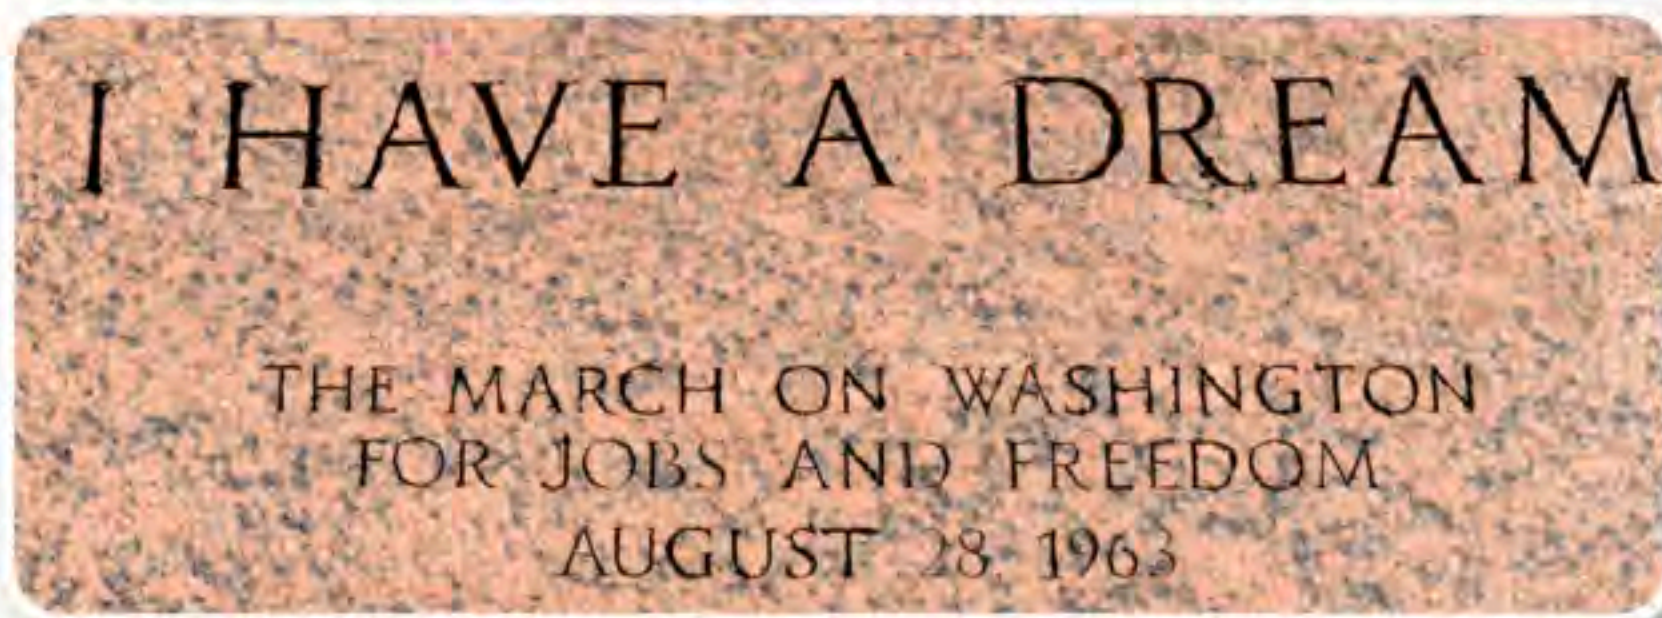 I HAVE A DREAM
THE MARCH ON WASHINGTON
FOR JOBS AND FREEDOM
AUGUST 28, 1963